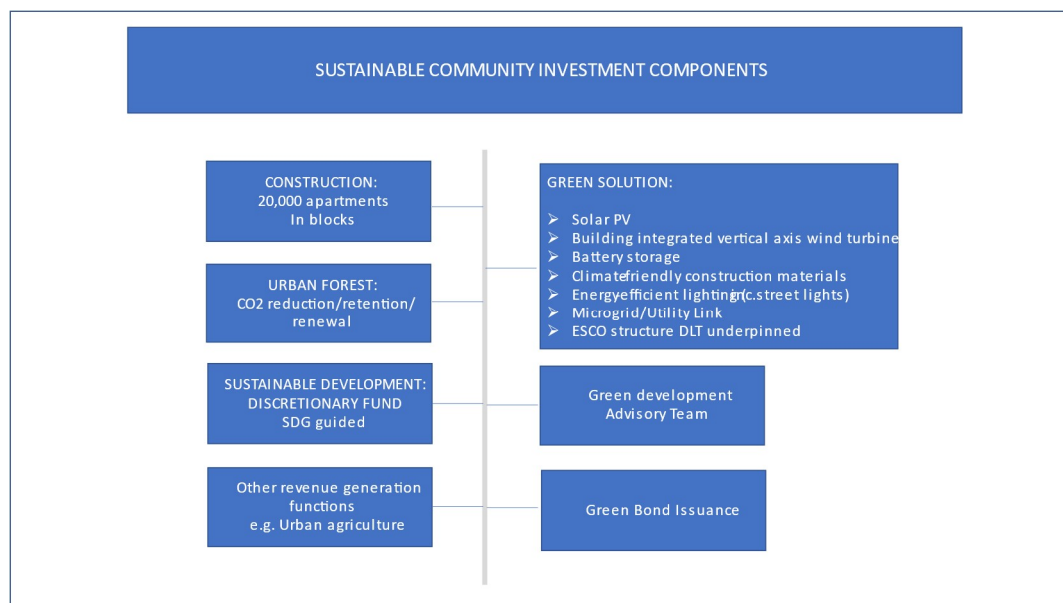 SUSTAINABLE COMMUNITY INVESTMENT COMPONENTS
CONSTRUCTION:
20,000 apartments
In blocks
URBAN FOREST:
CO2 reduction/retention/
renewal
SUSTAINABLE DEVELOPMENT:
DISCRETIONARY FUND
SDG guided
Other revenue generation
functions
e.g. Urban agriculture
GREEN SOLUTION:
➢ Solar PV
➢ Building integrated vertical axis wind turbine
➢ Battery storage
➢ Climatefriendly construction materials
➢ Energyefficient lighting(inc.street lights)
➢ Microgrid/Utility Link
➢ ESCO structure DLT underpinned
Green development
Advisory Team
Green Bond Issuance